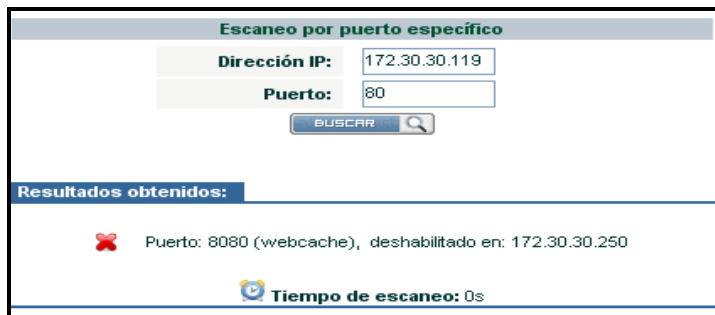 Escaneo por puerto específico
Dirección IP: 172.30.30.119
Puerto: 80
BUSCAR
Resultados obtenidos:
Puerto: 8080 (webcache), deshabilitado en: 172.30.30.250
Tiempo de escaneo: 0s